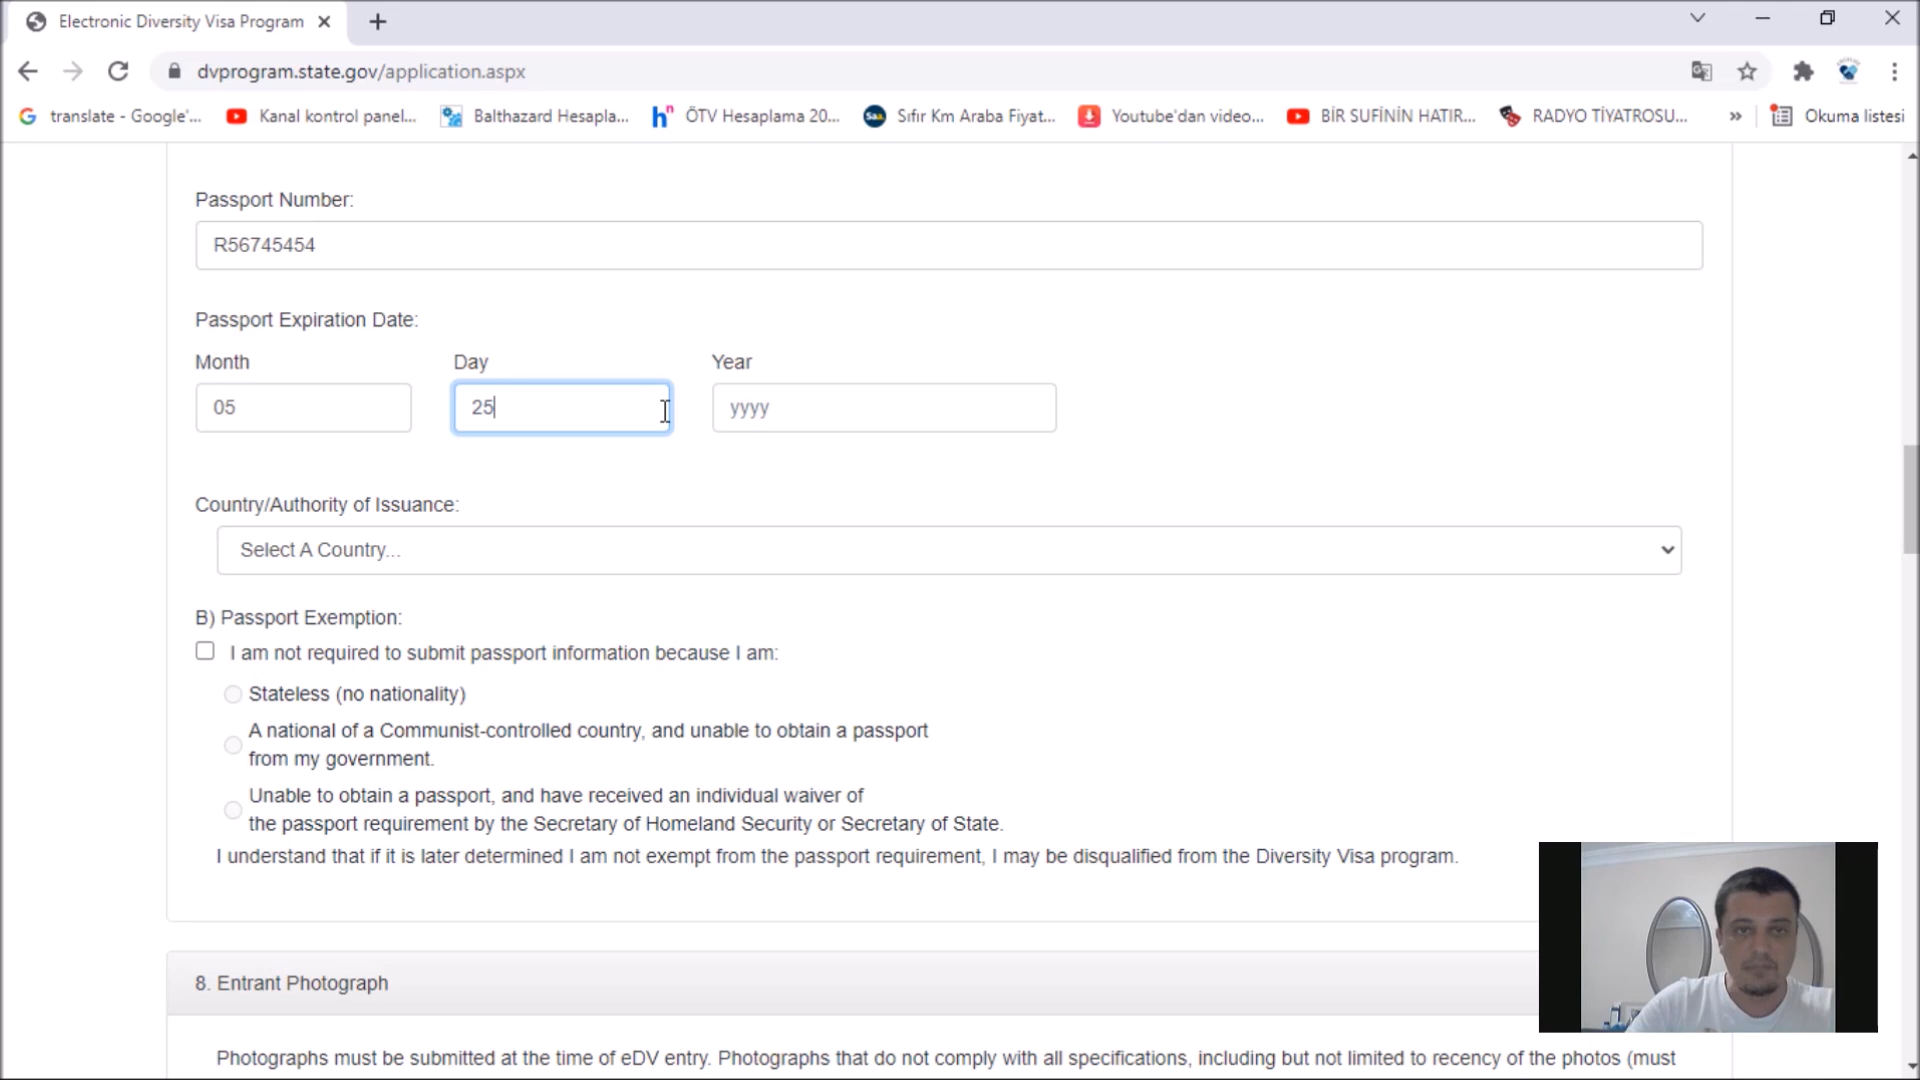 Electronic Diversity Visa Program
dvprogram.state.gov/application.aspx
translate - Google'... Kanal kontrol panel... Balthazard Hesapla... ÖTV Hesaplama 20... Sıfır Km Araba Fiyat... Youtube'dan video... BİR SUFİNİN HATIR... RADYO TİYATROSU... » Okuma listesi
Passport Number:
R56745454
Passport Expiration Date:
Month Day Year
05 25 yyyy
Country/Authority of Issuance:
Select A Country...
B) Passport Exemption:
I am not required to submit passport information because I am:
Stateless (no nationality)
A national of a Communist-controlled country, and unable to obtain a passport
from my government.
Unable to obtain a passport, and have received an individual waiver of
the passport requirement by the Secretary of Homeland Security or Secretary of State.
I understand that if it is later determined I am not exempt from the passport requirement, I may be disqualified from the Diversity Visa program.
8. Entrant Photograph
Photographs must be submitted at the time of eDV entry. Photographs that do not comply with all specifications, including but not limited to recency of the photos (must